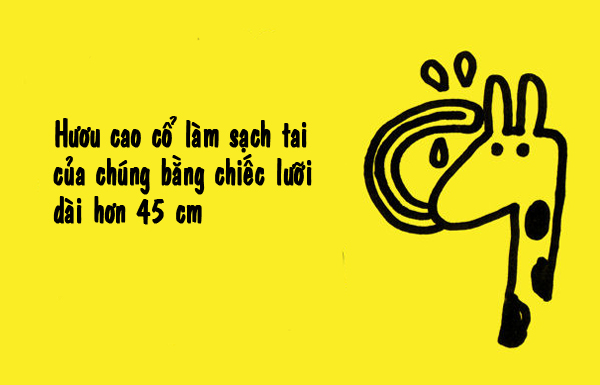 Hươu cao cổ làm sạch tai
của chúng bằng chiếc lưỡi
dài hơn 45 cm